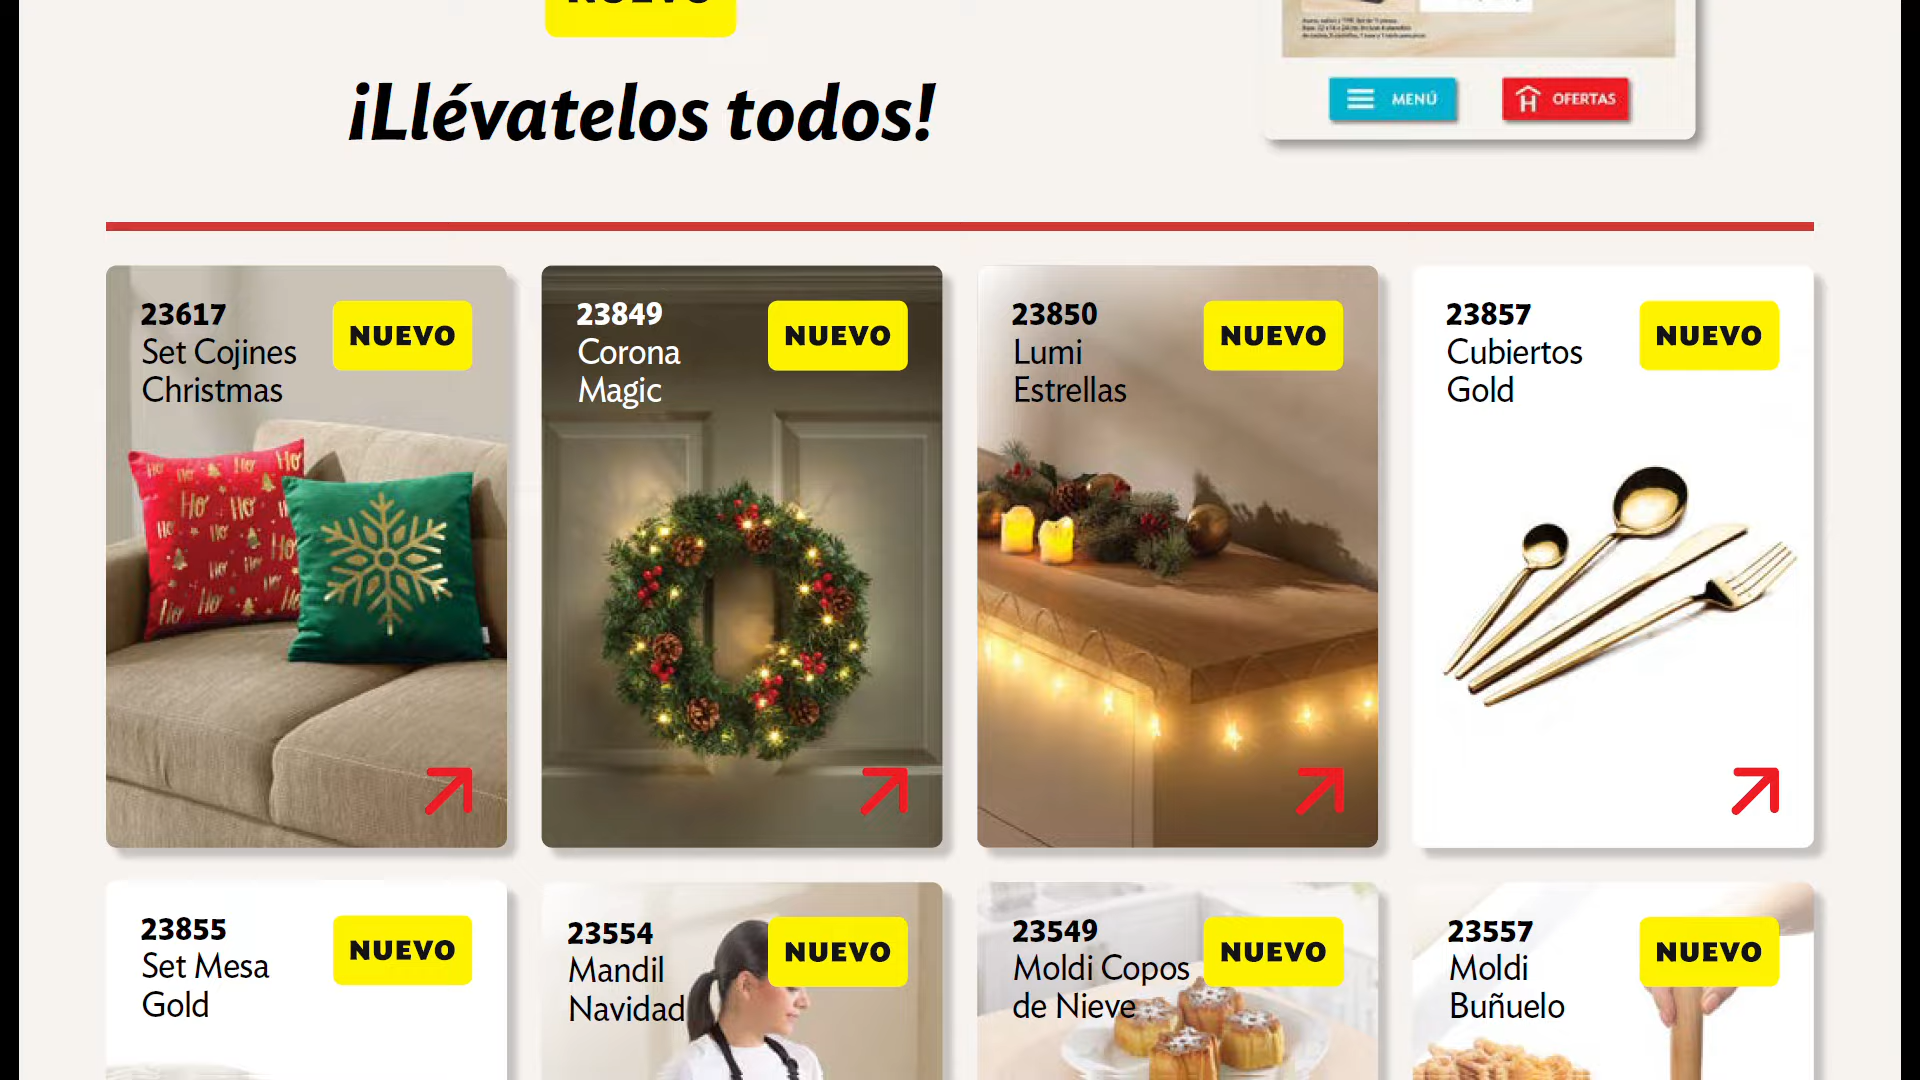 ¡Llévatelos todos!
MENÚ
OFERTAS
23617
Set Cojines
Christmas
NUEVO
23849
Corona
Magic
NUEVO
23850
Lumi
Estrellas
NUEVO
23857
Cubiertos
Gold
NUEVO
23855
Set Mesa
Gold
NUEVO
23554
Mandil
Navidad
NUEVO
23549
Moldi Copos
de Nieve
NUEVO
23557
Moldi
Buñuelo
NUEVO